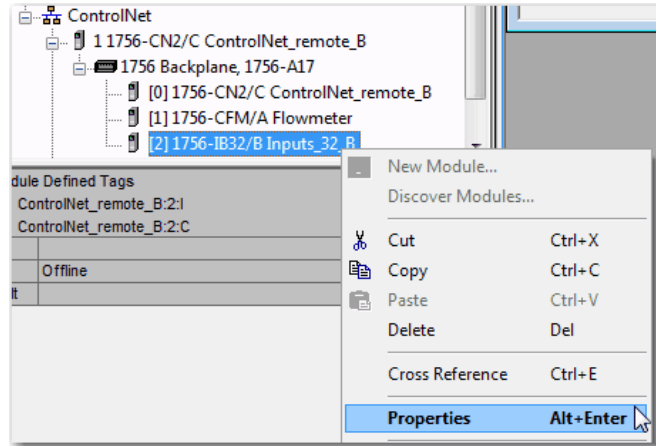 ControlNet
1 1756-CN2/C ControlNet_remote_B
1756 Backplane, 1756-A17
[0] 1756-CN2/C ControlNet_remote_B
[1] 1756-CFM/A Flowmeter
[2] 1756-IB32/B Inputs_32_B
dule Defined Tags
ControlNet_remote_B:2:I
ControlNet_remote_B:2:C
Offline
lt
New Module...
Discover Modules...
Cut Ctrl+X
Copy Ctrl+C
Paste Ctrl+V
Delete Del
Cross Reference Ctrl+E
Properties Alt+Enter